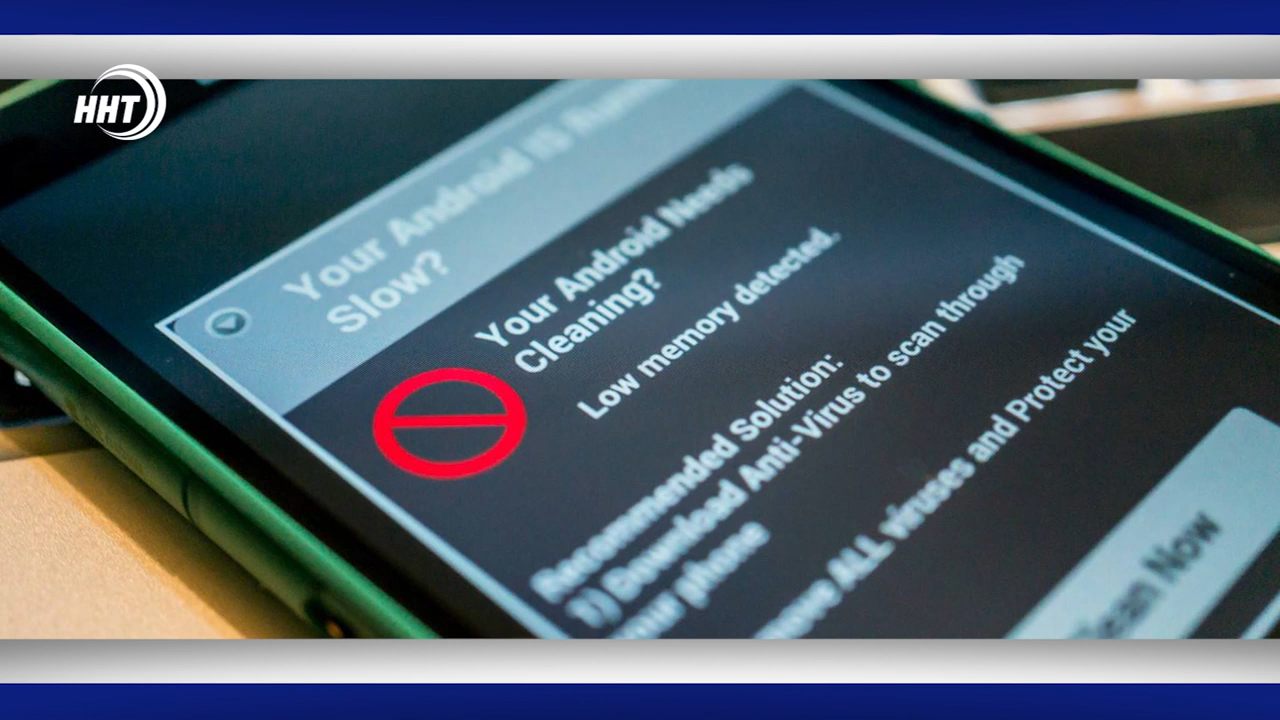 HHT
Your Android IS
Slow?
Your Android Needs
Cleaning?
Low memory detected.
Recommended Solution:
1) Download Anti-Virus to scan through
your phone
ALL viruses and Protect your
Now